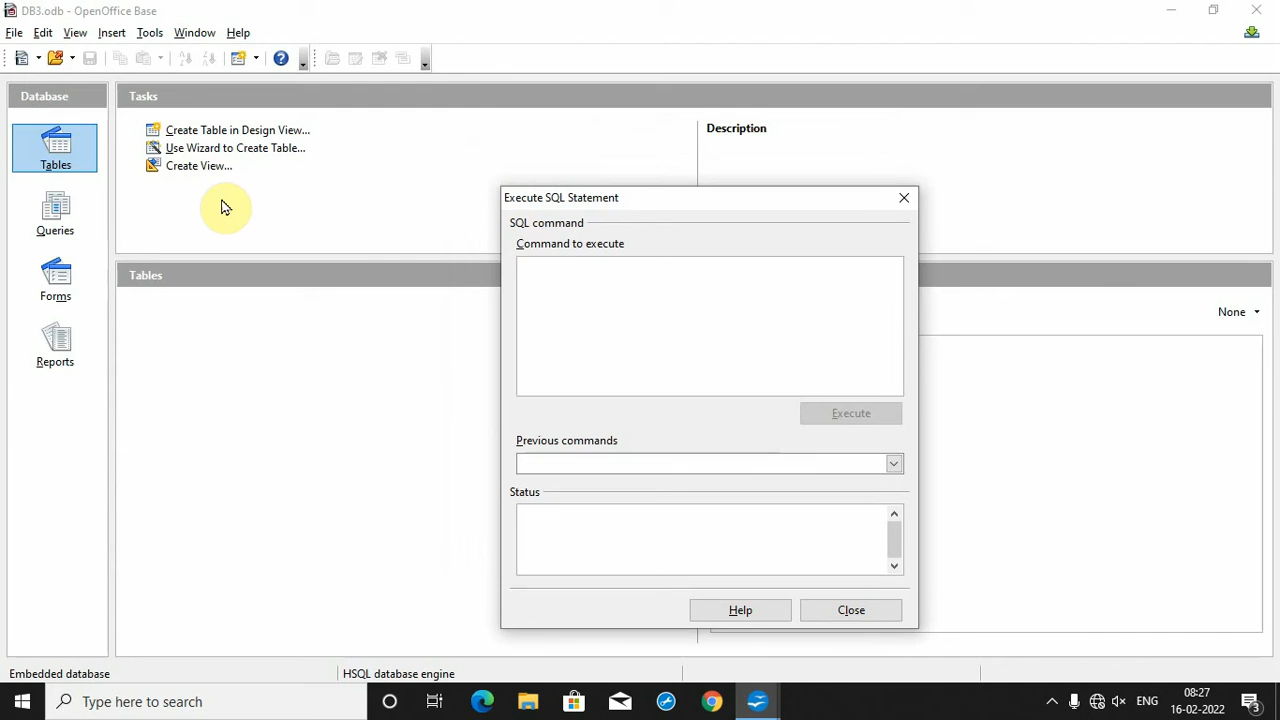 DB3.odb - OpenOffice Base
File Edit View Insert Tools Window Help
Database
Tables
Queries
Forms
Reports
Tasks
Create Table in Design View...
Use Wizard to Create Table...
Create View...
Description
Tables
None
Execute SQL Statement
SQL command
Command to execute
Execute
Previous commands
Status
Help Close
Embedded database HSQL database engine
Type here to search
ENG
08:27
16-02-2022
3